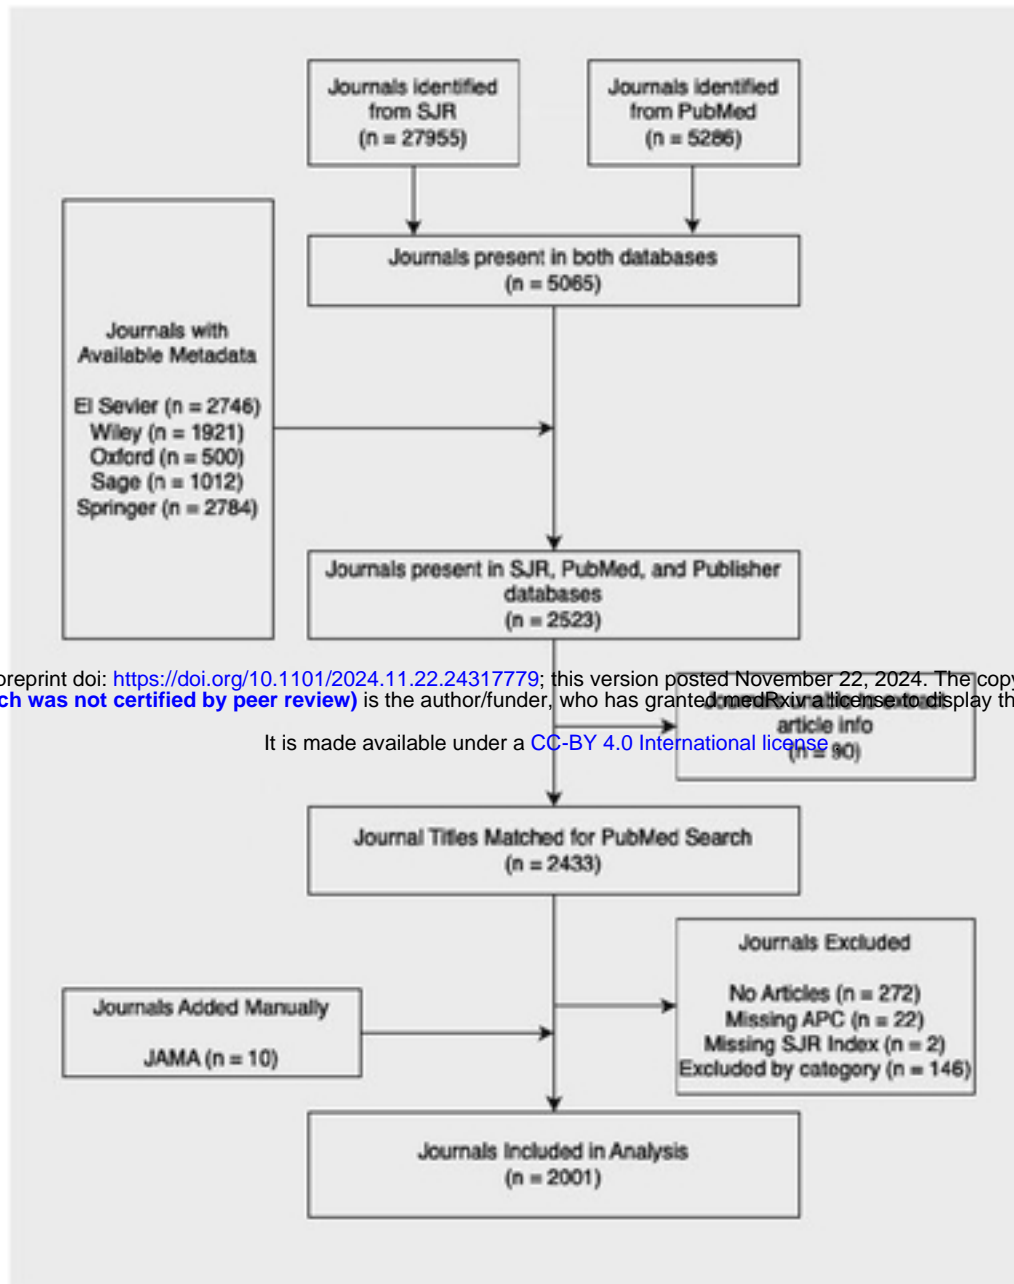 Journals identified
from SJR
(n = 27955)
Journals identified
from PubMed
(n = 5286)
Journals present in both databases
(n = 5065)
Journals with
Available Metadata
El Sevier (n = 2746)
Wiley (n = 1921)
Oxford (n = 500)
Sage (n = 1012)
Springer (n = 2784)
Journals present in SJR, PubMed, and Publisher
databases
(n = 2523)
preprint doi: https://doi.org/10.1101/2024.11.22.24317779; this version posted November 22, 2024. The copy
ch was not certified by peer review) is the author/funder, who has granted medRxiv a license to display th
It is made available under a CC-BY 4.0 International license .
Journals unable to extract
article info
(n = 90)
Journal Titles Matched for PubMed Search
(n = 2433)
Journals Excluded
No Articles (n = 272)
Missing APC (n = 22)
Missing SJR Index (n = 2)
Excluded by category (n = 146)
Journals Added Manually
JAMA (n = 10)
Journals Included in Analysis
(n = 2001)